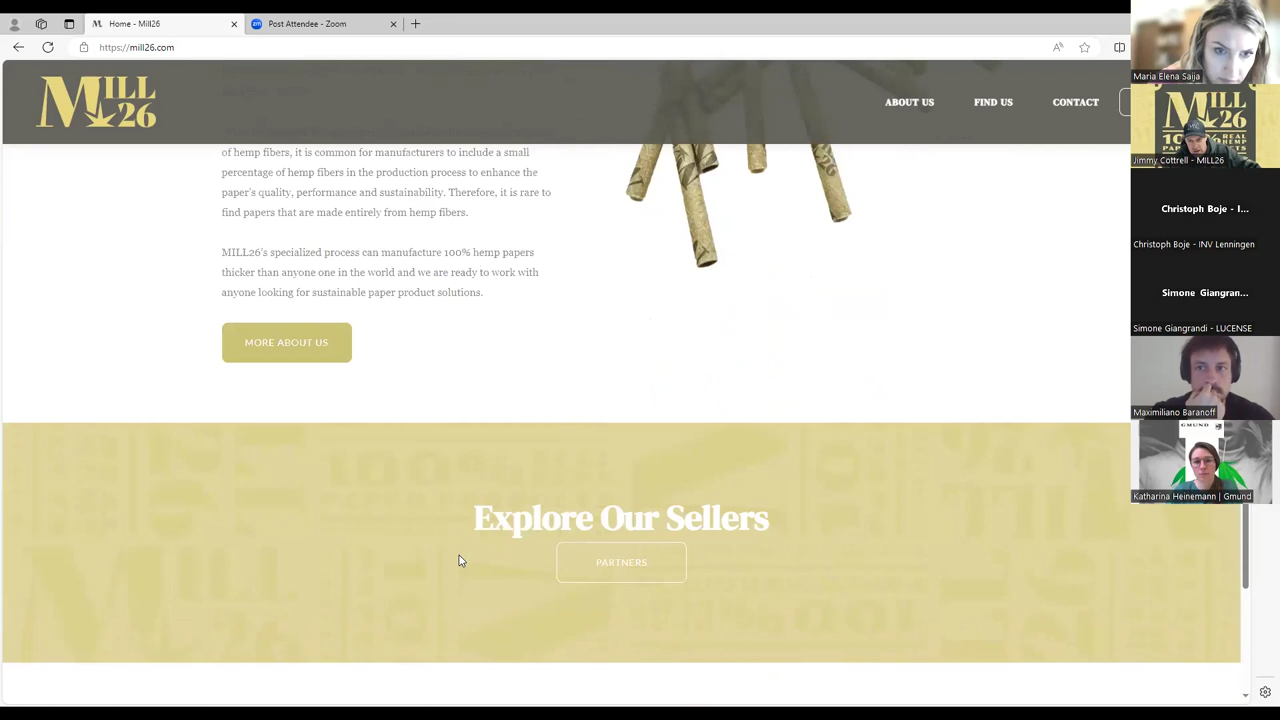 Home - Mill26
Post Attendee - Zoom
https://mill26.com
MILL
26
ABOUT US
FIND US
CONTACT
of hemp fibers, it is common for manufacturers to include a small
percentage of hemp fibers in the production process to enhance the
paper's quality, performance and sustainability. Therefore, it is rare to
find papers that are made entirely from hemp fibers.
MILL26's specialized process can manufacture 100% hemp papers
thicker than anyone one in the world and we are ready to work with
anyone looking for sustainable paper product solutions.
MORE ABOUT US
Explore Our Sellers
PARTNERS
Maria Elena Saija
MILL
26
Jimmy Cottrell - MILL26
Christoph Boje - I...
Christoph Boje - INV Lenningen
Simone Giangran...
Simone Giangrandi - LUCENSE
Maximiliano Baranoff
GMUND
Katharina Heinemann | Gmund